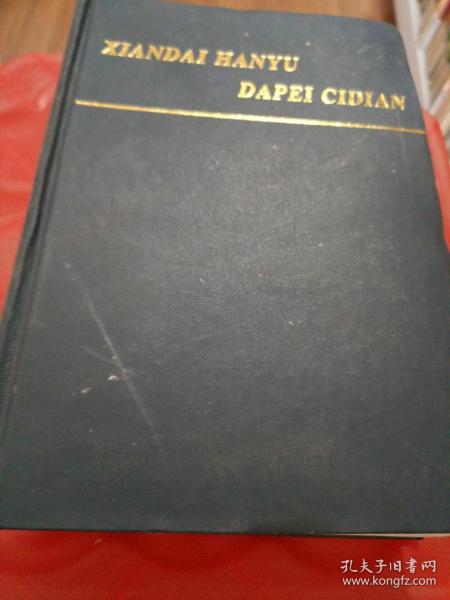 XIANDAI HANYU
DAPEI CIDIAN
孔夫子旧书网
www.kongfz.com